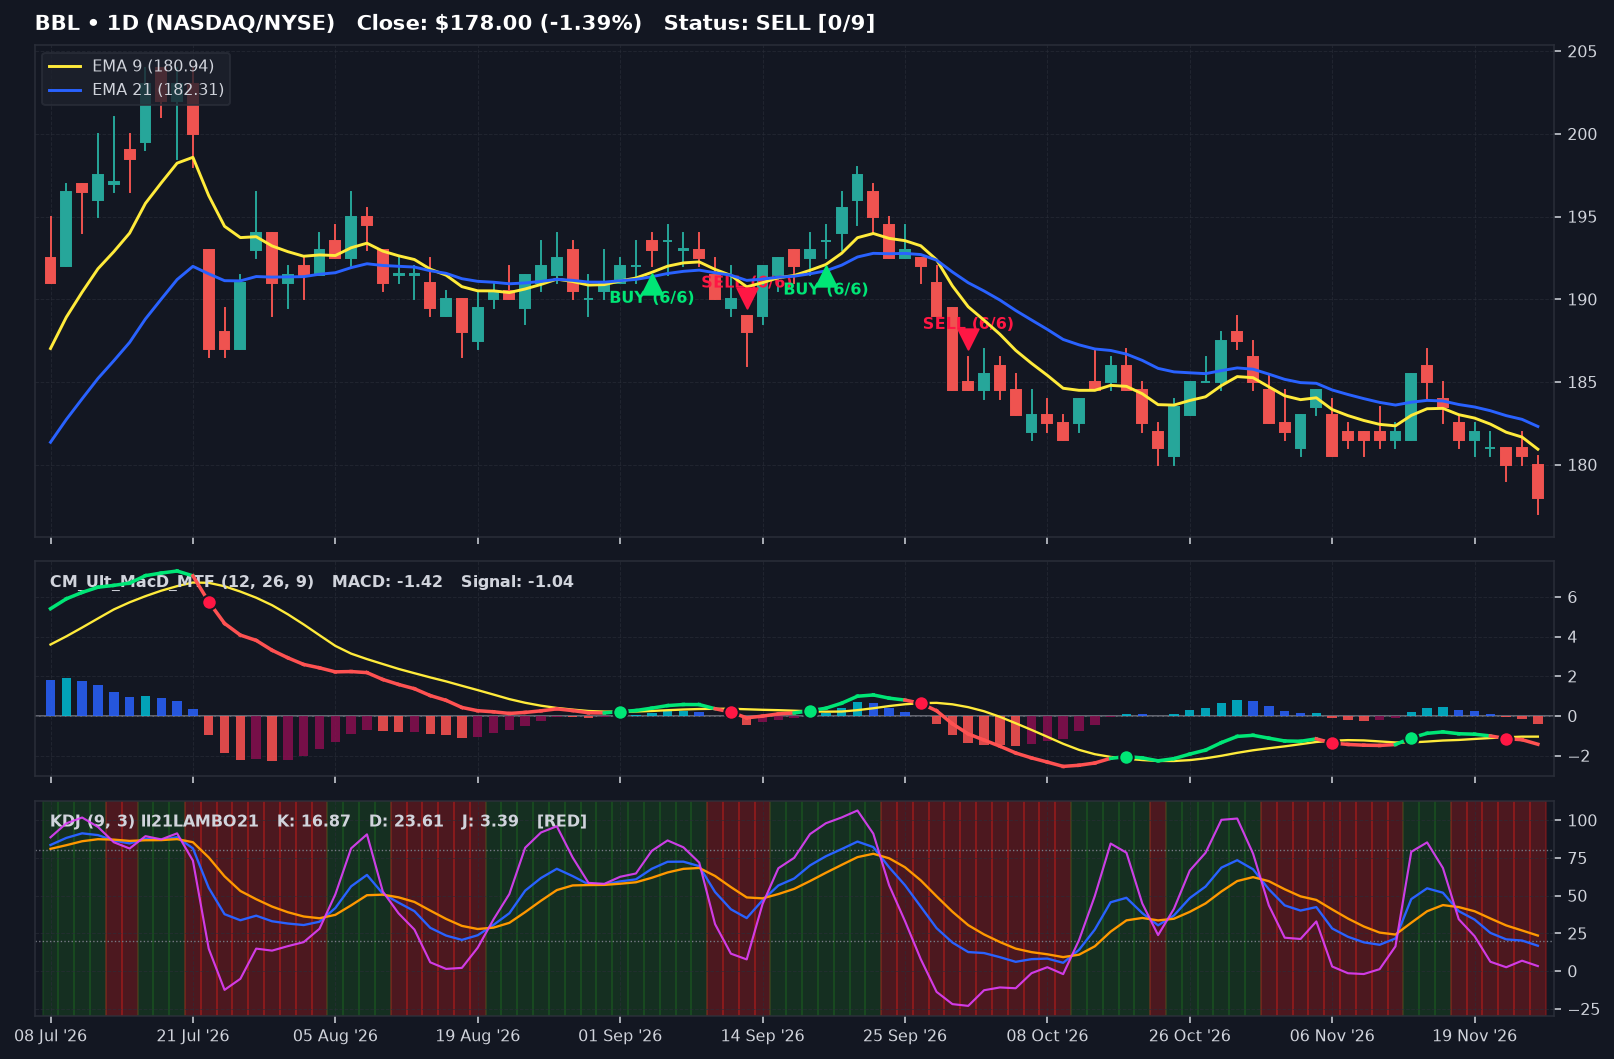 BBL • 1D (NASDAQ/NYSE)   Close: $178.00 (-1.39%)   Status: SELL [0/9]
EMA 9 (180.94)
EMA 21 (182.31)
205
200
195
190
185
180
BUY (6/6)
SELL (6/6)
BUY (6/6)
SELL (6/6)
CM_Ult_MacD_MTF (12, 26, 9)   MACD: -1.42   Signal: -1.04
6
4
2
0
−2
KDJ (9, 3) II21LAMBO21   K: 16.87   D: 23.61   J: 3.39   [RED]
100
75
50
25
0
−25
08 Jul '26
21 Jul '26
05 Aug '26
19 Aug '26
01 Sep '26
14 Sep '26
25 Sep '26
08 Oct '26
26 Oct '26
06 Nov '26
19 Nov '26